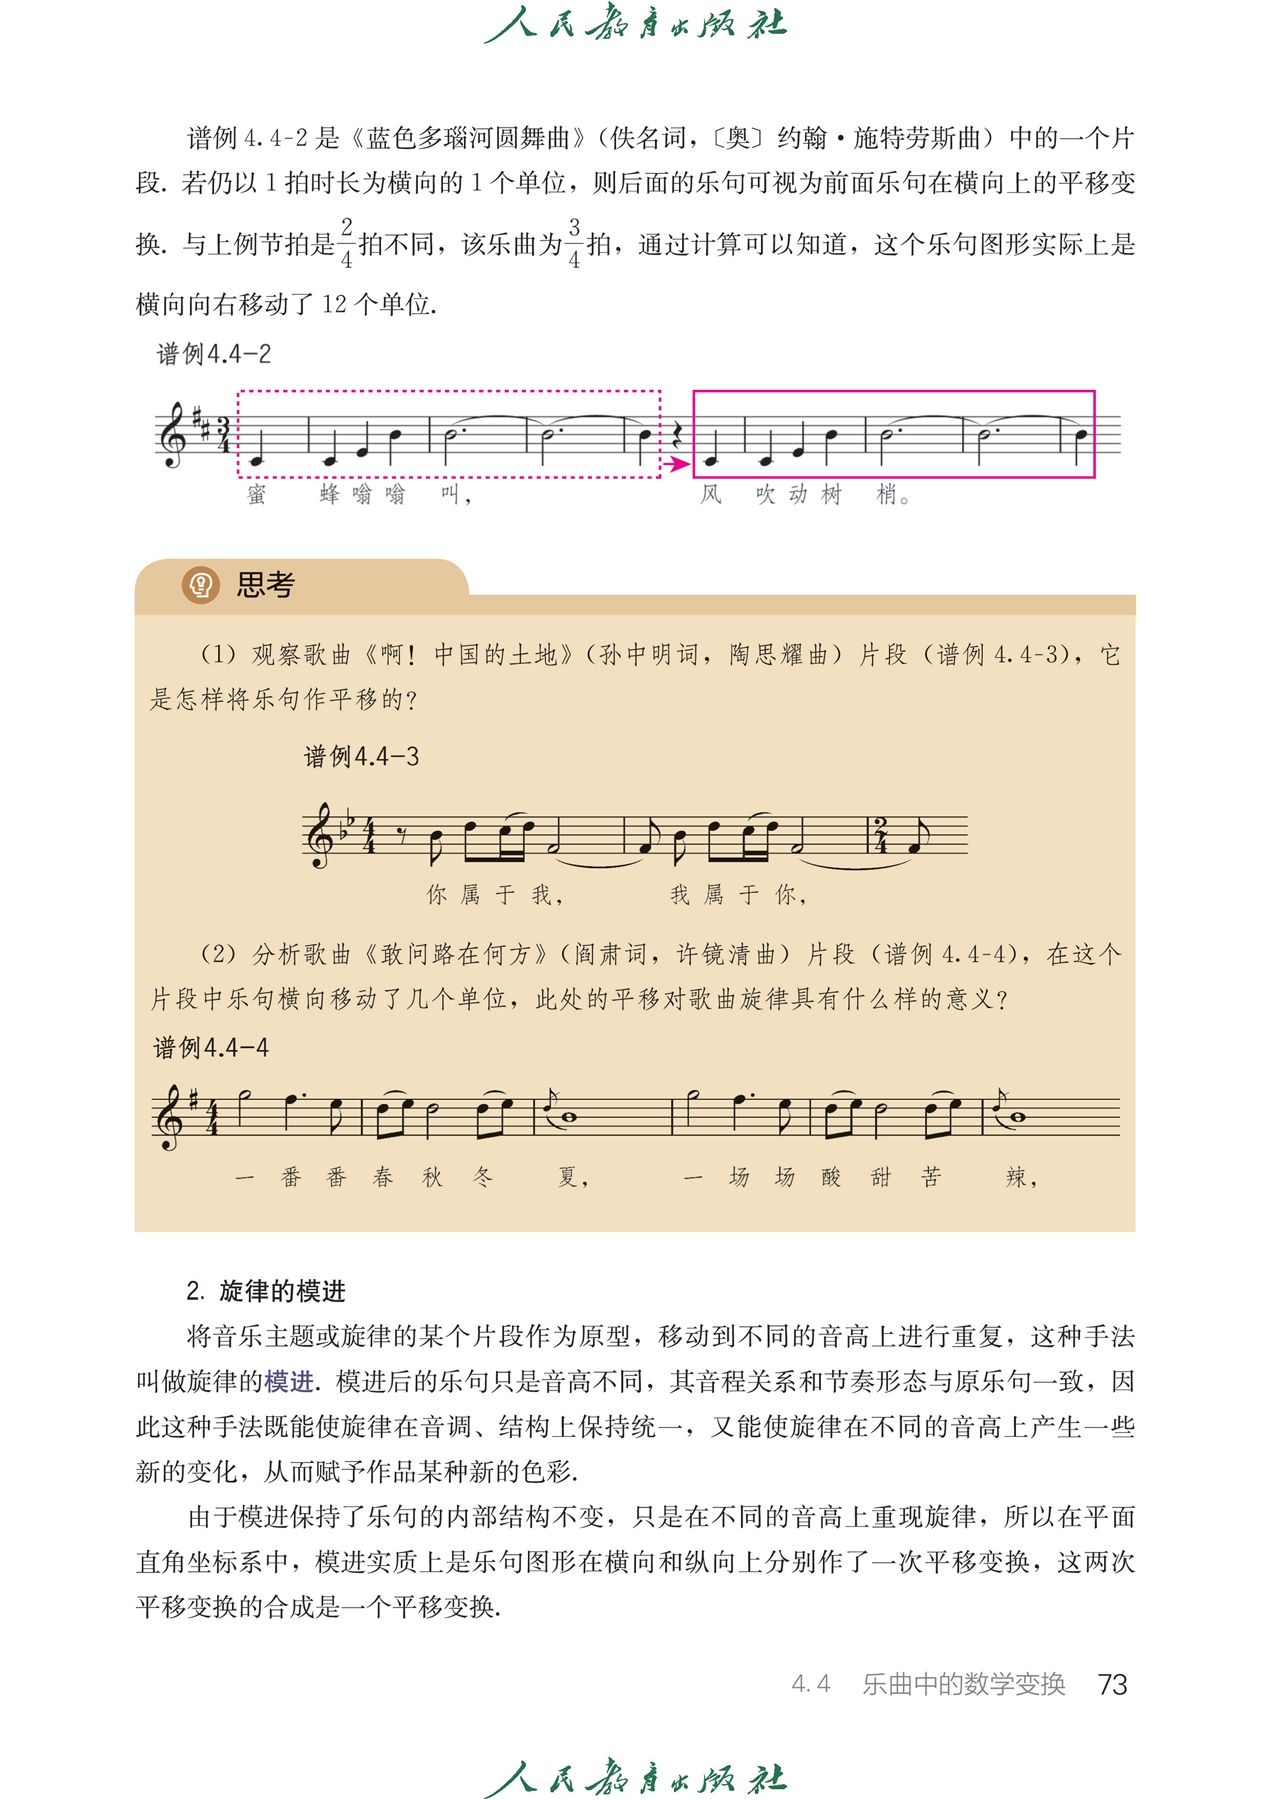 人民教育出版社
谱例 4.4-2 是《蓝色多瑙河圆舞曲》(佚名词,〔奥〕约翰·施特劳斯曲) 中的一个片
段. 若仍以 1 拍时长为横向的 1 个单位, 则后面的乐句可视为前面乐句在横向上的平移变
换. 与上例节拍是2/4拍不同, 该乐曲为3/4拍, 通过计算可以知道, 这个乐句图形实际上是
横向向右移动了 12 个单位.
谱例4.4-2
3/4
蜜 蜂 嗡 嗡 叫, 风 吹 动 树 梢。
思考
(1) 观察歌曲《啊! 中国的土地》(孙中明词, 陶思耀曲) 片段 (谱例 4.4-3), 它
是怎样将乐句作平移的?
谱例4.4-3
4/4 2/4
你 属 于 我, 我 属 于 你,
(2) 分析歌曲《敢问路在何方》(阎肃词, 许镜清曲) 片段 (谱例 4.4-4), 在这个
片段中乐句横向移动了几个单位, 此处的平移对歌曲旋律具有什么样的意义?
谱例4.4-4
4/4
一 番 番 春 秋 冬 夏, 一 场 场 酸 甜 苦 辣,
2. 旋律的模进
将音乐主题或旋律的某个片段作为原型, 移动到不同的音高上进行重复, 这种手法
叫做旋律的模进. 模进后的乐句只是音高不同, 其音程关系和节奏形态与原乐句一致, 因
此这种手法既能使旋律在音调、结构上保持统一, 又能使旋律在不同的音高上产生一些
新的变化, 从而赋予作品某种新的色彩.
由于模进保持了乐句的内部结构不变, 只是在不同的音高上重现旋律, 所以在平面
直角坐标系中, 模进实质上是乐句图形在横向和纵向上分别作了一次平移变换, 这两次
平移变换的合成是一个平移变换.
4.4 乐曲中的数学变换 73
人民教育出版社